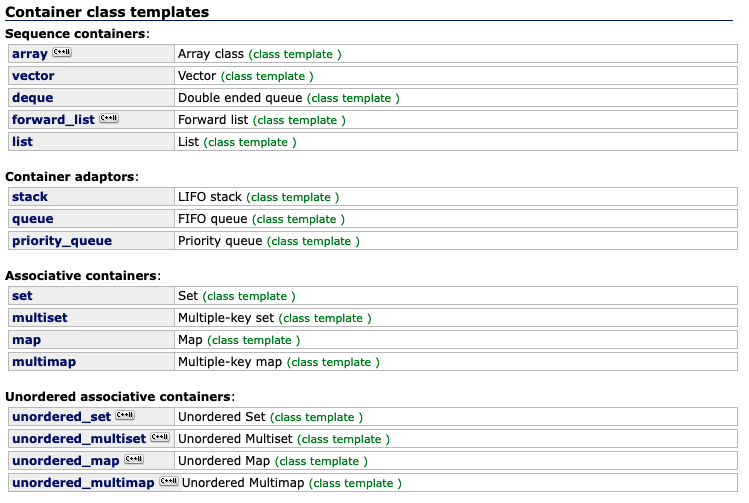 Container class templates
Sequence containers:
array C++11 Array class (class template )
vector Vector (class template )
deque Double ended queue (class template )
forward_list C++11 Forward list (class template )
list List (class template )
Container adaptors:
stack LIFO stack (class template )
queue FIFO queue (class template )
priority_queue Priority queue (class template )
Associative containers:
set Set (class template )
multiset Multiple-key set (class template )
map Map (class template )
multimap Multiple-key map (class template )
Unordered associative containers:
unordered_set C++11 Unordered Set (class template )
unordered_multiset C++11 Unordered Multiset (class template )
unordered_map C++11 Unordered Map (class template )
unordered_multimap C++11 Unordered Multimap (class template )